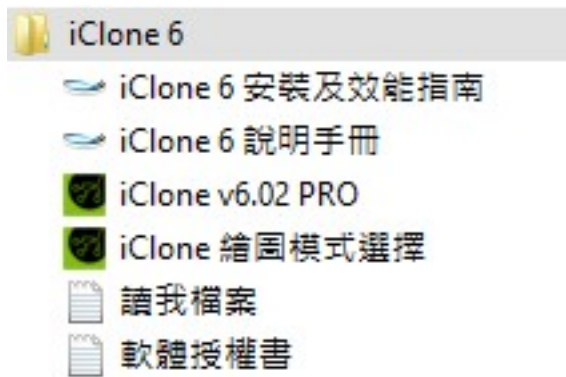 iClone 6
iClone 6 安裝及效能指南
iClone 6 說明手冊
iClone v6.02 PRO
iClone 繪圖模式選擇
讀我檔案
軟體授權書